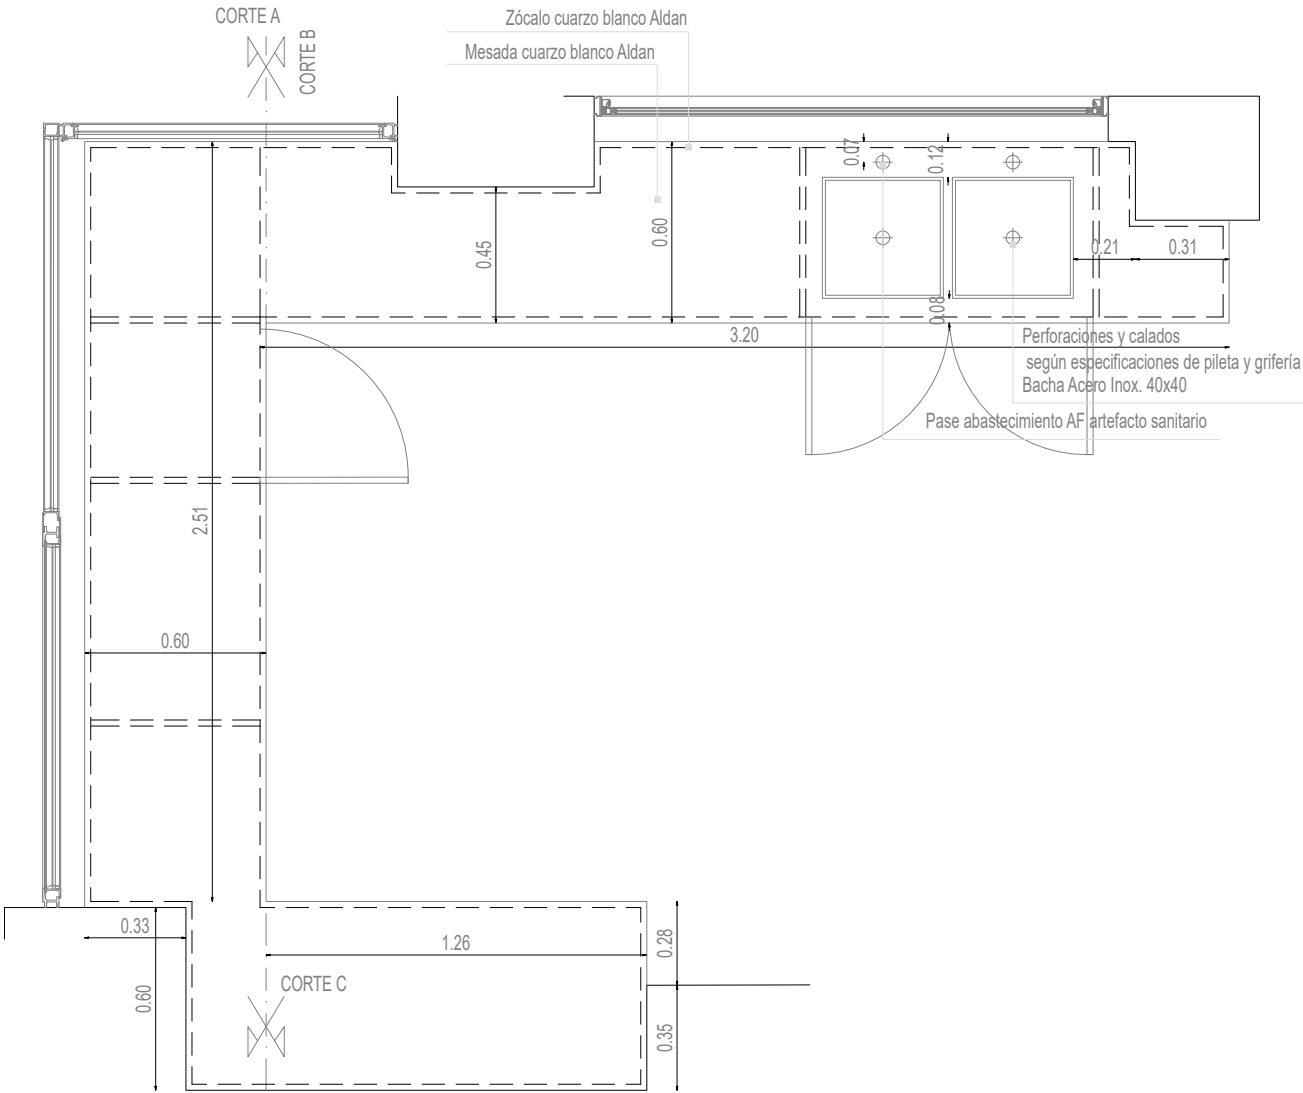 CORTE A
CORTE B
Zócalo cuarzo blanco Aldan
Mesada cuarzo blanco Aldan
0.07
0.12
0.45
0.60
0.21
0.31
0.08
3.20
Perforaciones y calados
según especificaciones de pileta y grifería
Bacha Acero Inox. 40x40
Pase abastecimiento AF artefacto sanitario
2.51
0.60
0.33
1.26
0.28
CORTE C
0.60
0.35